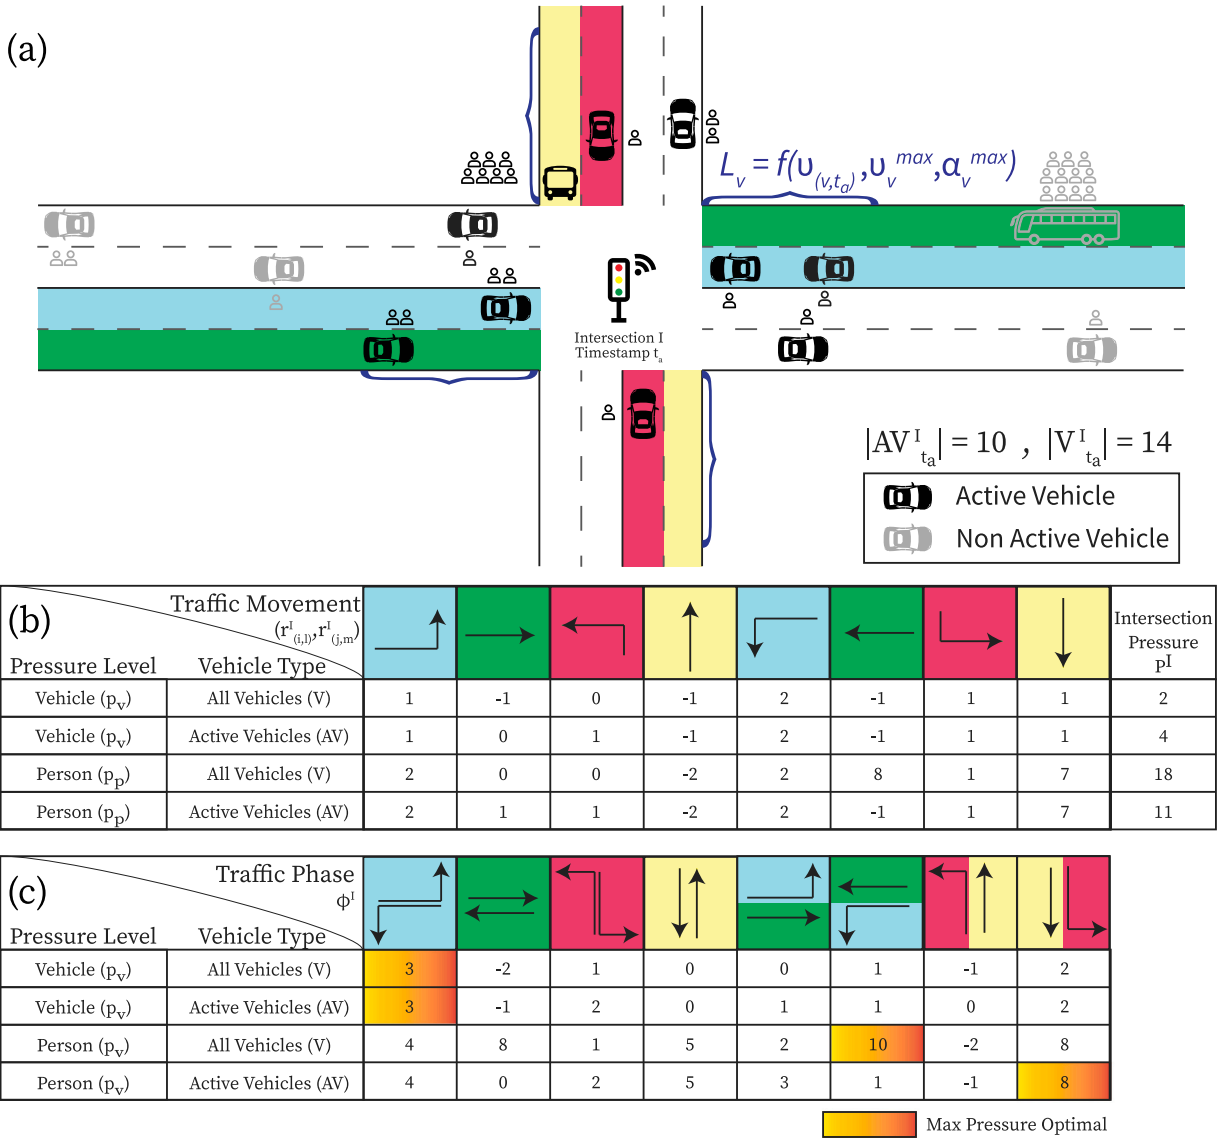 (a)
L_v = f(υ_(v,t_a), υ_v^max, α_v^max)
Intersection I
Timestamp t_a
|AV^I_t_a| = 10 , |V^I_t_a| = 14
Active Vehicle
Non Active Vehicle
(b)
Traffic Movement
(r^I_(i,l), r^I_(j,m))
Pressure Level Vehicle Type
Intersection
Pressure
P^I
Vehicle (p_v) All Vehicles (V) 1 -1 0 -1 2 -1 1 1 2
Vehicle (p_v) Active Vehicles (AV) 1 0 1 -1 2 -1 1 1 4
Person (p_p) All Vehicles (V) 2 0 0 -2 2 8 1 7 18
Person (p_p) Active Vehicles (AV) 2 1 1 -2 2 -1 1 7 11
(c)
Traffic Phase
ϕ^I
Pressure Level Vehicle Type
Vehicle (p_v) All Vehicles (V) 3 -2 1 0 0 1 -1 2
Vehicle (p_v) Active Vehicles (AV) 3 -1 2 0 1 1 0 2
Person (p_v) All Vehicles (V) 4 8 1 5 2 10 -2 8
Person (p_v) Active Vehicles (AV) 4 0 2 5 3 1 -1 8
Max Pressure Optimal